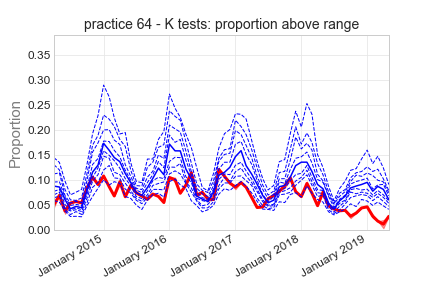 practice 64 - K tests: proportion above range
Proportion
0.35
0.30
0.25
0.20
0.15
0.10
0.05
0.00
January 2015
January 2016
January 2017
January 2018
January 2019